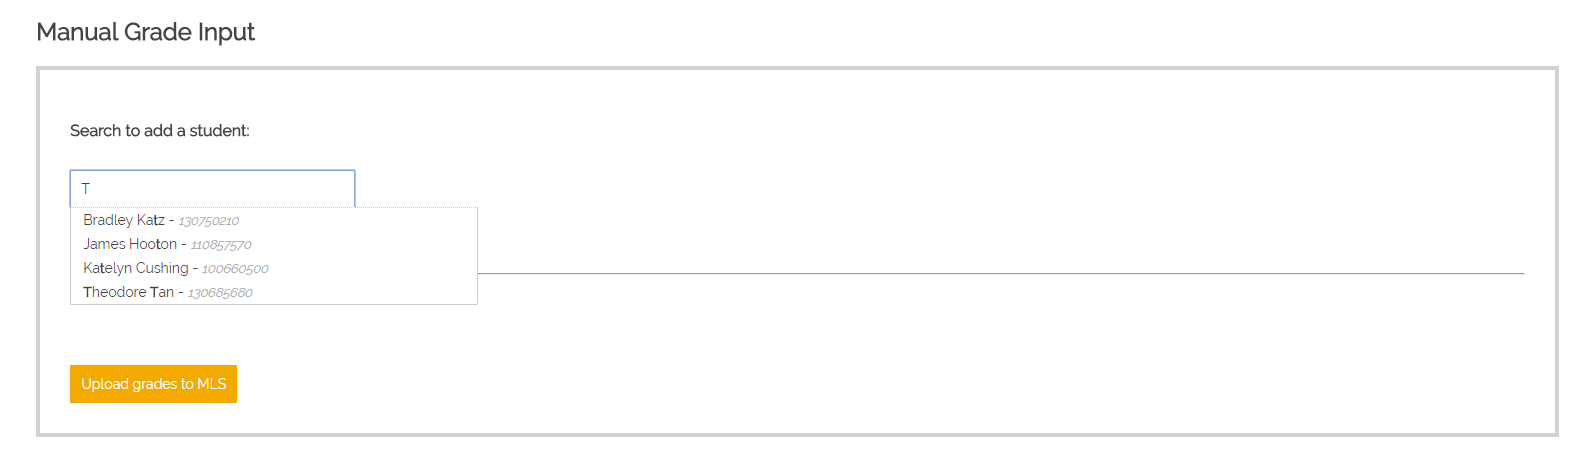 Manual Grade Input
Search to add a student:
T
Bradley Katz - 130750210
James Hooton - 110857570
Katelyn Cushing - 100660500
Theodore Tan - 130685680
Upload grades to MLS